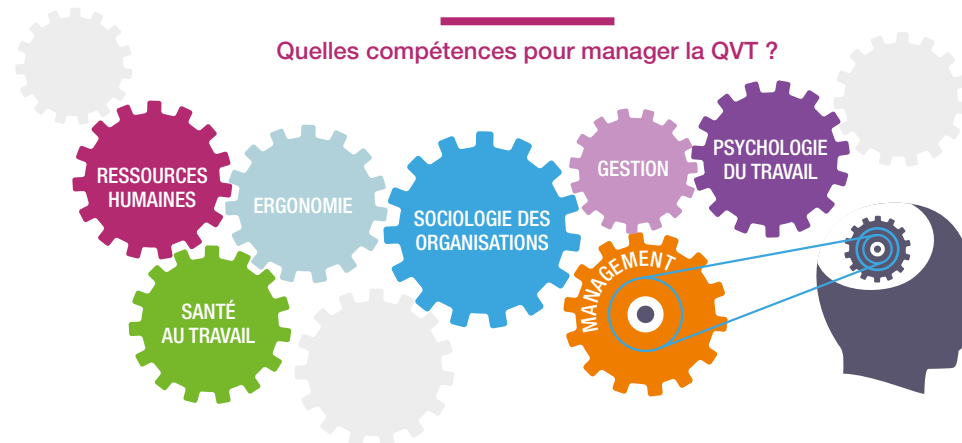 Quelles compétences pour manager la QVT ?
RESSOURCES
HUMAINES
ERGONOMIE
SOCIOLOGIE DES
ORGANISATIONS
GESTION
PSYCHOLOGIE
DU TRAVAIL
SANTÉ
AU TRAVAIL
MANAGEMENT